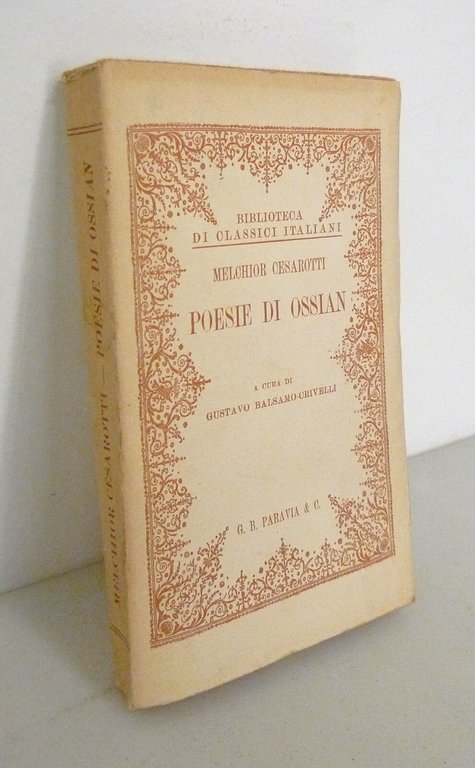 BIBLIOTECA
DI CLASSICI ITALIANI
MELCHIOR CESAROTTI
POESIE DI OSSIAN
A CURA DI
GUSTAVO BALSAMO-CRIVELLI
G. B. PARAVIA & C.
MELCHIOR CESAROTTI — POESIE DI OSSIAN